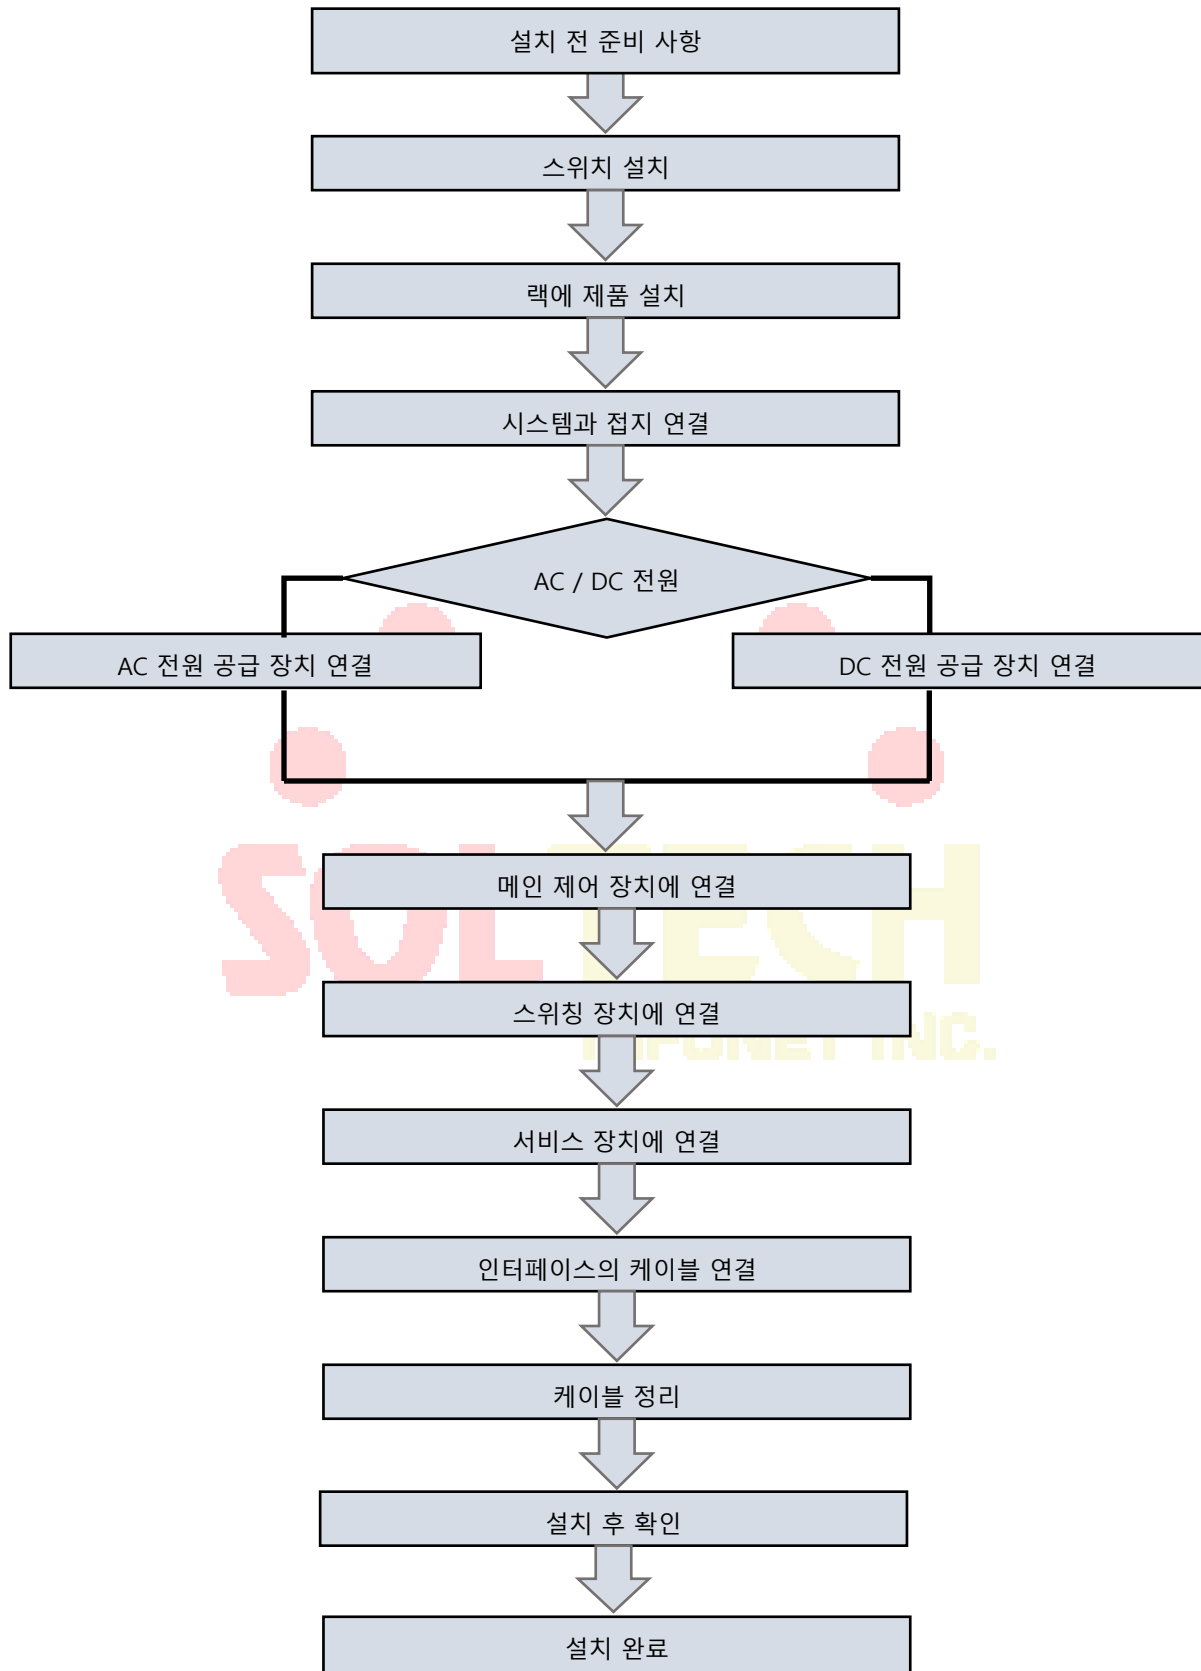 설치 전 준비 사항
스위치 설치
랙에 제품 설치
시스템과 접지 연결
AC / DC 전원
AC 전원 공급 장치 연결
DC 전원 공급 장치 연결
메인 제어 장치에 연결
SOLTECH
스위칭 장치에 연결
INFONET INC.
서비스 장치에 연결
인터페이스의 케이블 연결
케이블 정리
설치 후 확인
설치 완료